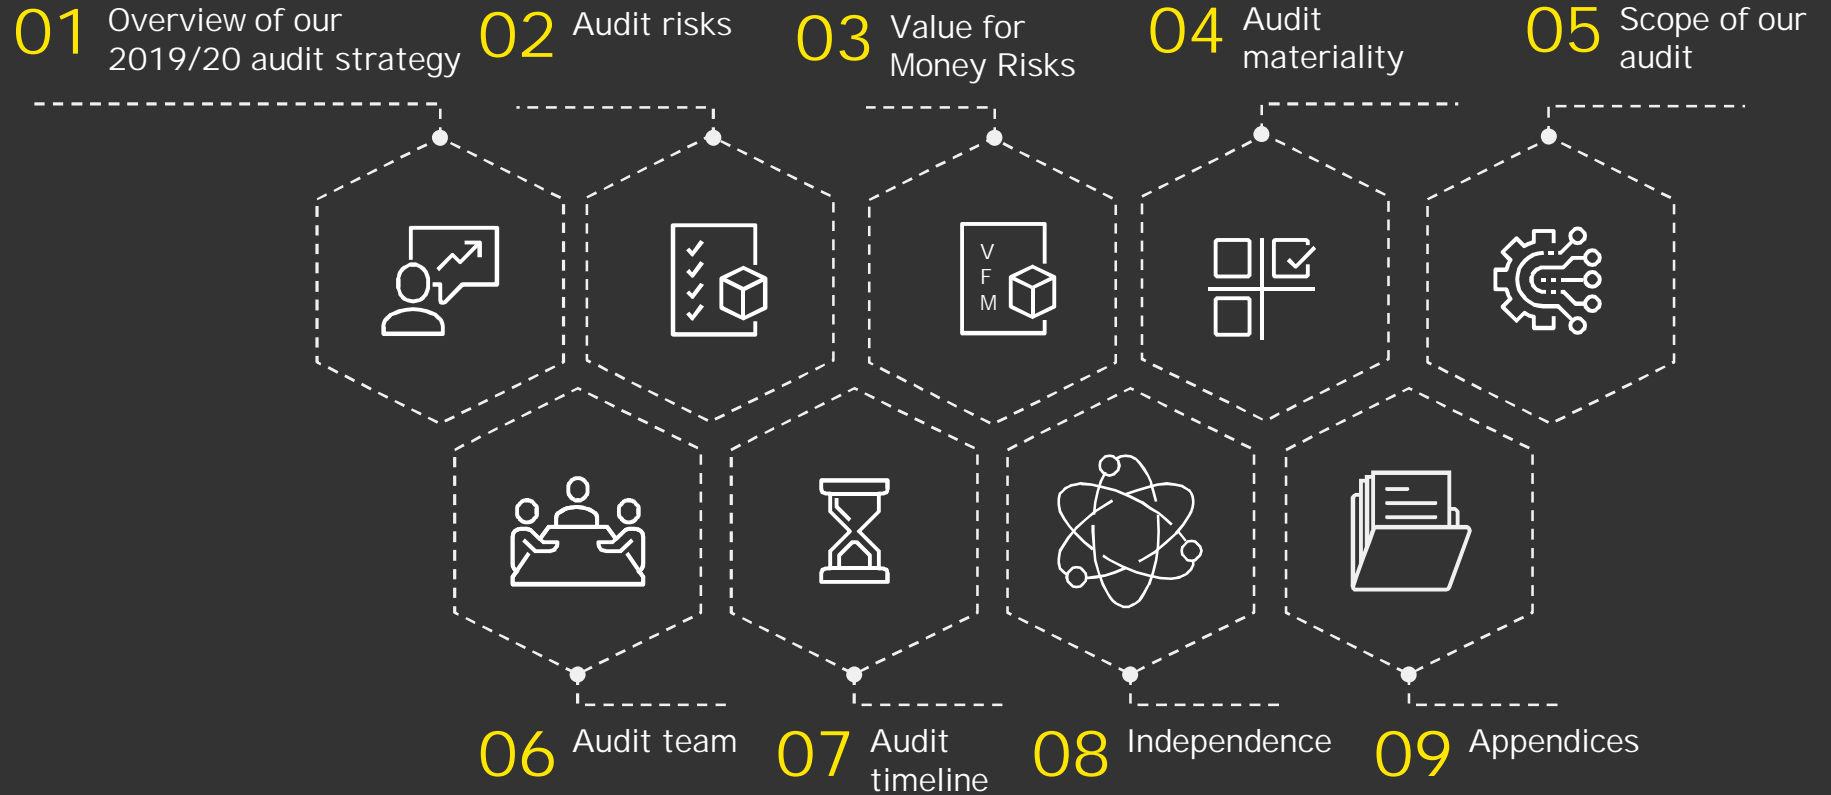 01 Overview of our
2019/20 audit strategy
02 Audit risks
03 Value for
Money Risks
04 Audit
materiality
05 Scope of our
audit
V
F
M
06 Audit team
07 Audit
timeline
08 Independence
09 Appendices